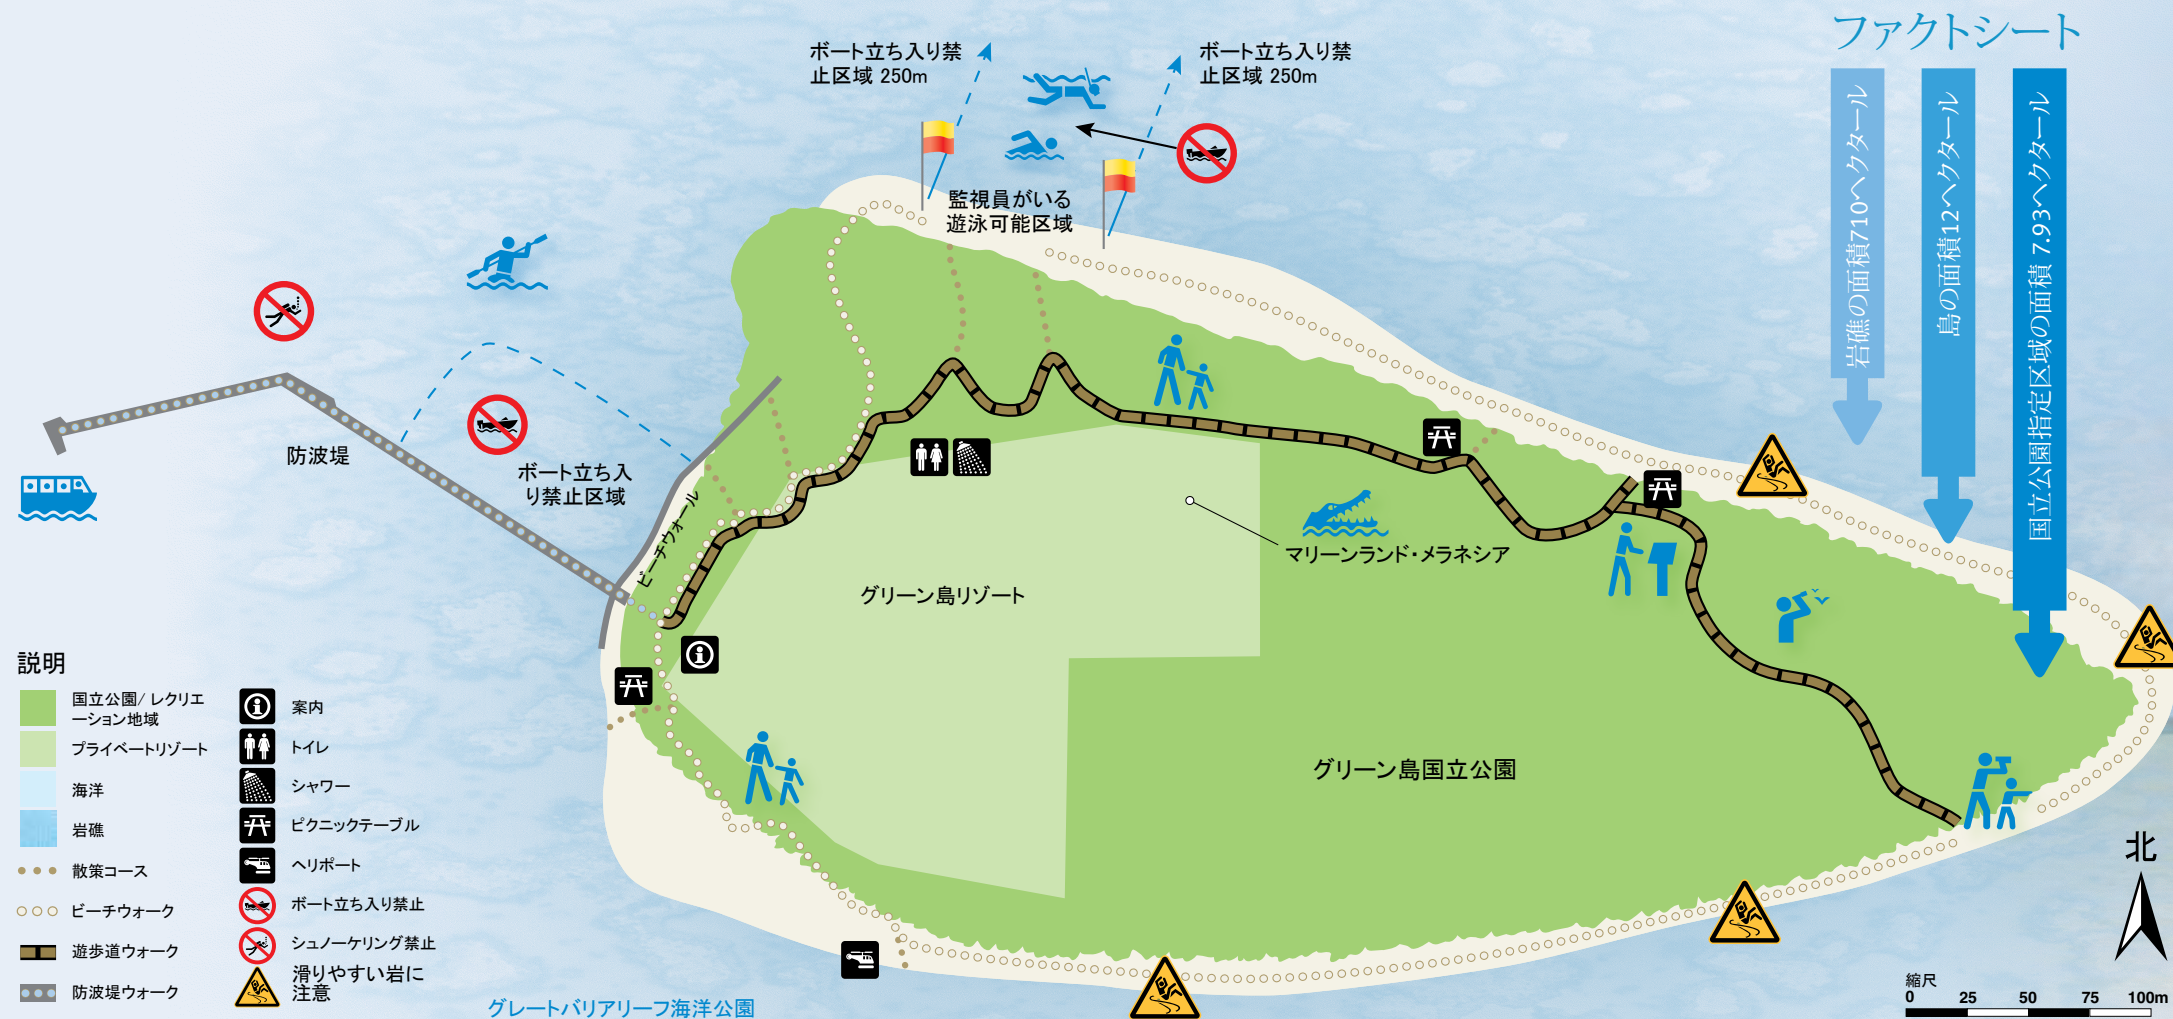 ファクトシート
ボート立ち入り禁
止区域 250m
ボート立ち入り禁
止区域 250m
岩礁の面積710ヘクタール
島の面積12ヘクタール
国立公園指定区域の面積 7.93ヘクタール
監視員がいる
遊泳可能区域
防波堤
ボート立ち入
り禁止区域
ビーチウォール
マリーンランド・メラネシア
グリーン島リゾート
グリーン島国立公園
説明
国立公園/ レクリエ
ーション地域
プライベートリゾート
海洋
岩礁
散策コース
ビーチウォーク
遊歩道ウォーク
防波堤ウォーク
案内
トイレ
シャワー
ピクニックテーブル
ヘリポート
ボート立ち入り禁止
シュノーケリング禁止
滑りやすい岩に
注意
グレートバリアリーフ海洋公園
北
縮尺
0 25 50 75 100m